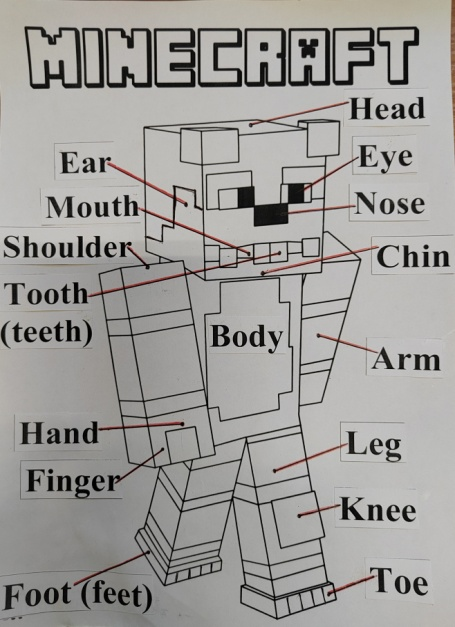 MINECRAFT
Head
Ear
Eye
Mouth
Nose
Shoulder
Chin
Tooth
(teeth)
Body
Arm
Hand
Leg
Finger
Knee
Foot (feet)
Toe